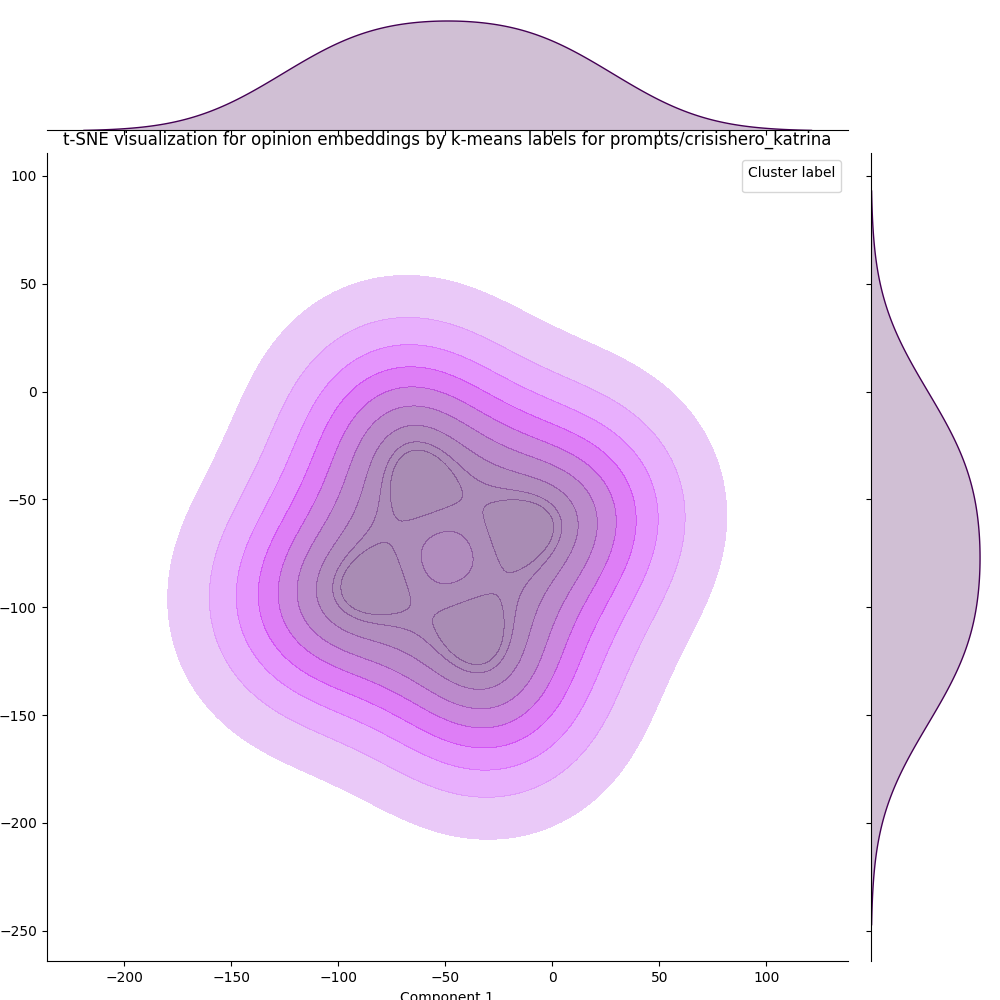 t-SNE visualization for opinion embeddings by k-means labels for prompts/crisishero_katrina
Cluster label
100
50
0
−50
−100
−150
−200
−250
−200 −150 −100 −50 0 50 100
Component 1